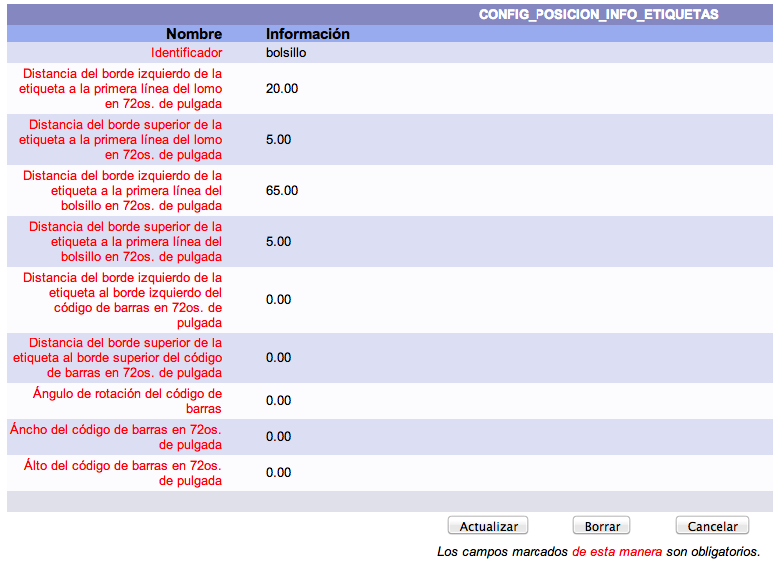 CONFIG_POSICION_INFO_ETIQUETAS
Nombre Información
Identificador bolsillo
Distancia del borde izquierdo de la
etiqueta a la primera línea del lomo
en 72os. de pulgada
20.00
Distancia del borde superior de la
etiqueta a la primera línea del lomo
en 72os. de pulgada
5.00
Distancia del borde izquierdo de la
etiqueta a la primera línea del
bolsillo en 72os. de pulgada
65.00
Distancia del borde superior de la
etiqueta a la primera línea del
bolsillo en 72os. de pulgada
5.00
Distancia del borde izquierdo de la
etiqueta al borde izquierdo del
código de barras en 72os. de
pulgada
0.00
Distancia del borde superior de la
etiqueta al borde superior del código
de barras en 72os. de pulgada
0.00
Ángulo de rotación del código de
barras
0.00
Áncho del código de barras en 72os.
de pulgada
0.00
Álto del código de barras en 72os.
de pulgada
0.00
Actualizar Borrar Cancelar
Los campos marcados de esta manera son obligatorios.